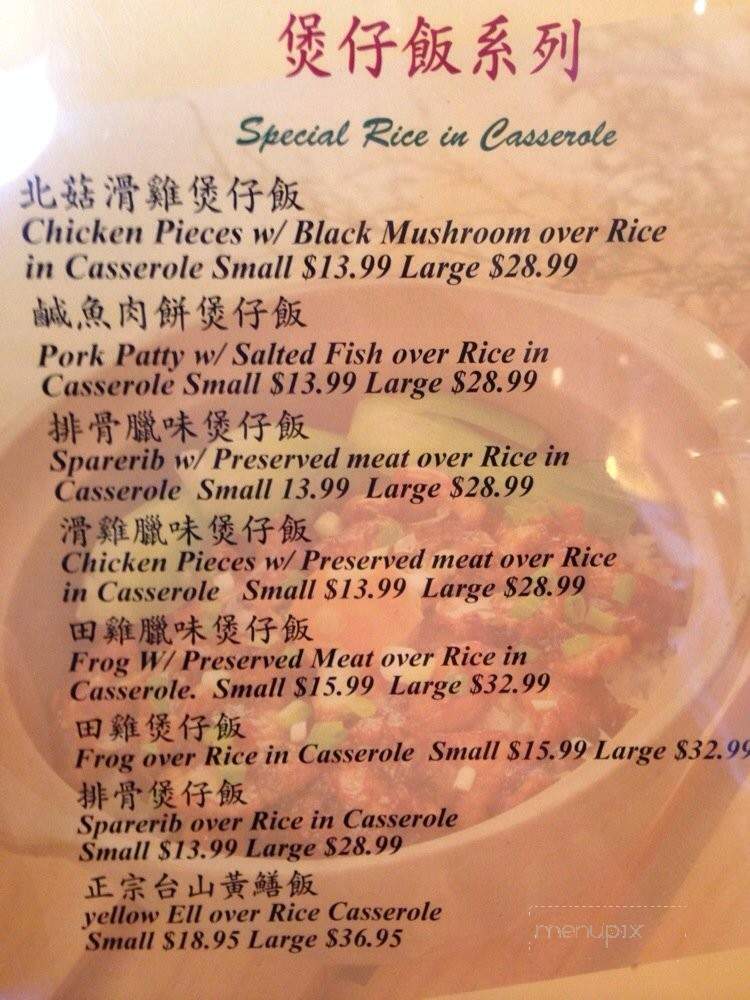 煲仔飯系列
Special Rice in Casserole
北菇滑雞煲仔飯
Chicken Pieces w/ Black Mushroom over Rice
in Casserole Small $13.99 Large $28.99
鹹魚肉餅煲仔飯
Pork Patty w/ Salted Fish over Rice in
Casserole Small $13.99 Large $28.99
排骨臘味煲仔飯
Sparerib w/ Preserved meat over Rice in
Casserole Small 13.99 Large $28.99
滑雞臘味煲仔飯
Chicken Pieces w/ Preserved meat over Rice
in Casserole Small $13.99 Large $28.99
田雞臘味煲仔飯
Frog W/ Preserved Meat over Rice in
Casserole. Small $15.99 Large $32.99
田雞煲仔飯
Frog over Rice in Casserole Small $15.99 Large $32.99
排骨煲仔飯
Sparerib over Rice in Casserole
Small $13.99 Large $28.99
正宗台山黃鱔飯
yellow Ell over Rice Casserole
Small $18.95 Large $36.95
menupix